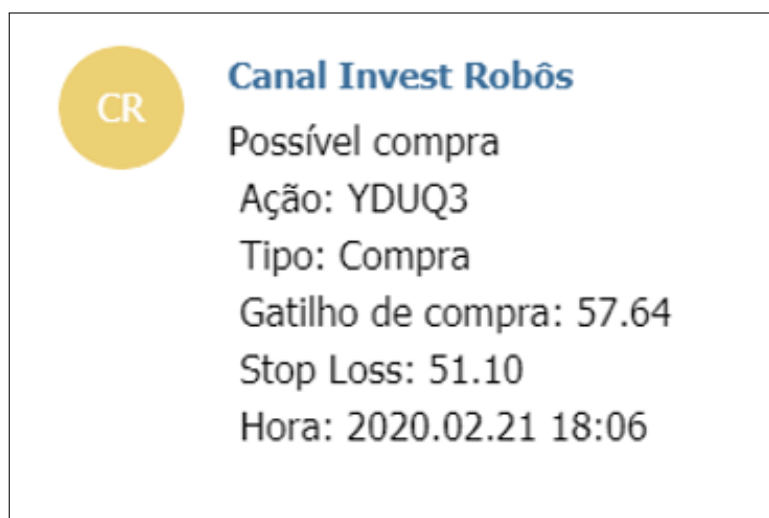 CR
Canal Invest Robôs
Possível compra
Ação: YDUQ3
Tipo: Compra
Gatilho de compra: 57.64
Stop Loss: 51.10
Hora: 2020.02.21 18:06